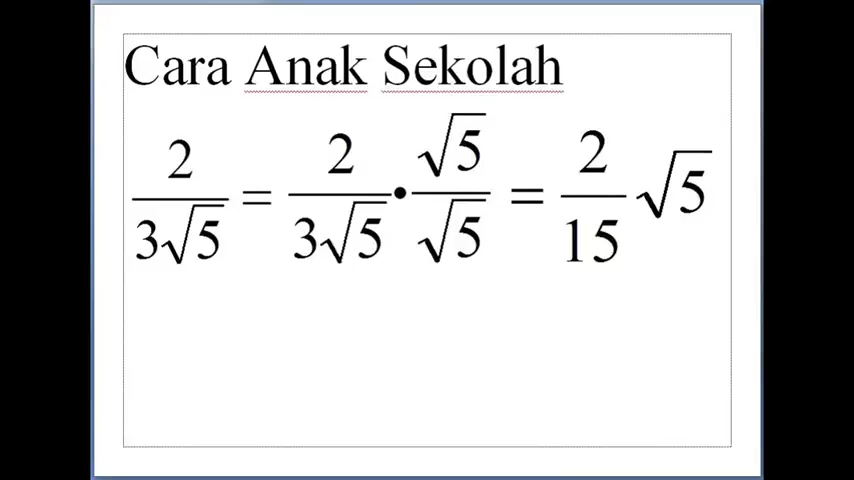 Cara Anak Sekolah
2/(3√5) = 2/(3√5) • √5/√5 = 2/15 √5